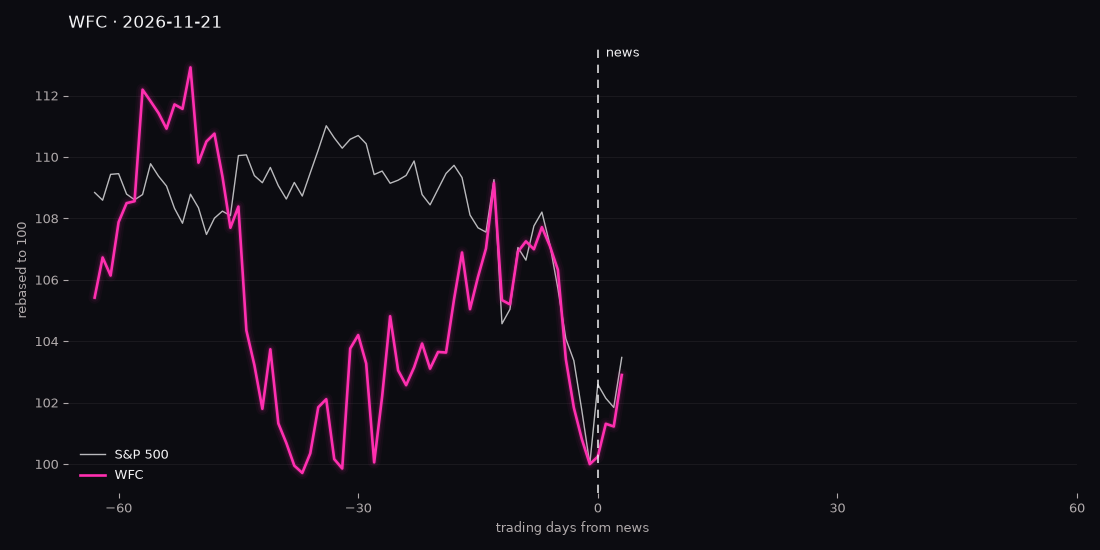 WFC · 2026-11-21
news
112
110
108
106
104
102
100
rebased to 100
S&P 500
WFC
−60
−30
0
30
60
trading days from news